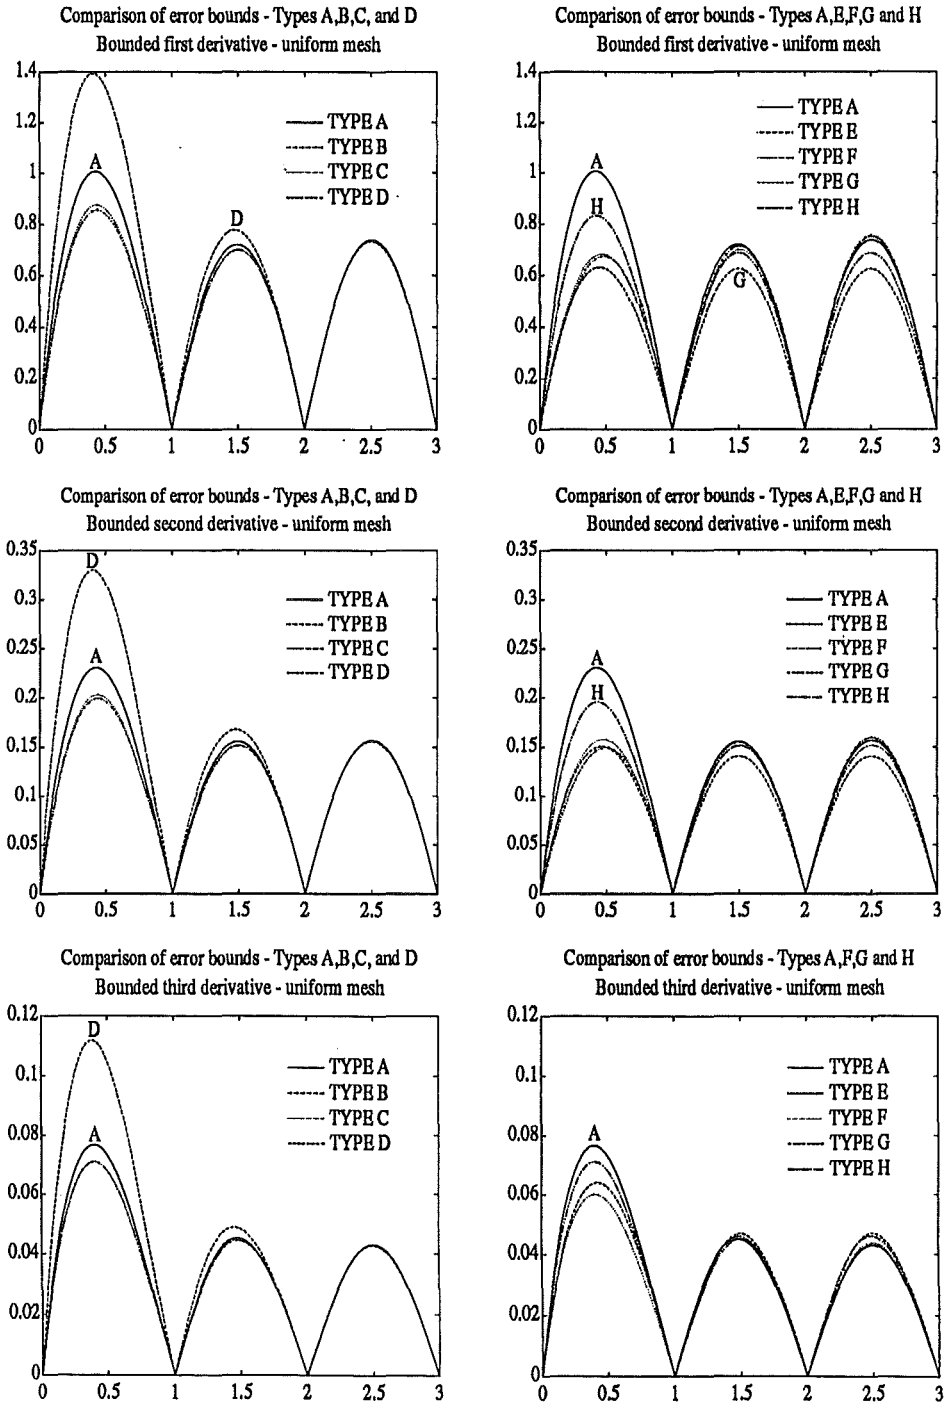 Comparison of error bounds - Types A,B,C, and D
Bounded first derivative - uniform mesh
1.4
1.2
1
0.8
0.6
0.4
0.2
0
A
D
TYPE A
TYPE B
TYPE C
TYPE D
0 0.5 1 1.5 2 2.5 3
Comparison of error bounds - Types A,E,F,G and H
Bounded first derivative - uniform mesh
1.4
1.2
1
0.8
0.6
0.4
0.2
0
A
H
G
TYPE A
TYPE E
TYPE F
TYPE G
TYPE H
0 0.5 1 1.5 2 2.5 3
Comparison of error bounds - Types A,B,C, and D
Bounded second derivative - uniform mesh
0.35
0.3
0.25
0.2
0.15
0.1
0.05
0
D
A
TYPE A
TYPE B
TYPE C
TYPE D
0 0.5 1 1.5 2 2.5 3
Comparison of error bounds - Types A,E,F,G and H
Bounded second derivative - uniform mesh
0.35
0.3
0.25
0.2
0.15
0.1
0.05
0
A
H
TYPE A
TYPE E
TYPE F
TYPE G
TYPE H
0 0.5 1 1.5 2 2.5 3
Comparison of error bounds - Types A,B,C, and D
Bounded third derivative - uniform mesh
0.12
0.1
0.08
0.06
0.04
0.02
0
D
A
TYPE A
TYPE B
TYPE C
TYPE D
0 0.5 1 1.5 2 2.5 3
Comparison of error bounds - Types A,F,G and H
Bounded third derivative - uniform mesh
0.12
0.1
0.08
0.06
0.04
0.02
0
A
TYPE A
TYPE E
TYPE F
TYPE G
TYPE H
0 0.5 1 1.5 2 2.5 3